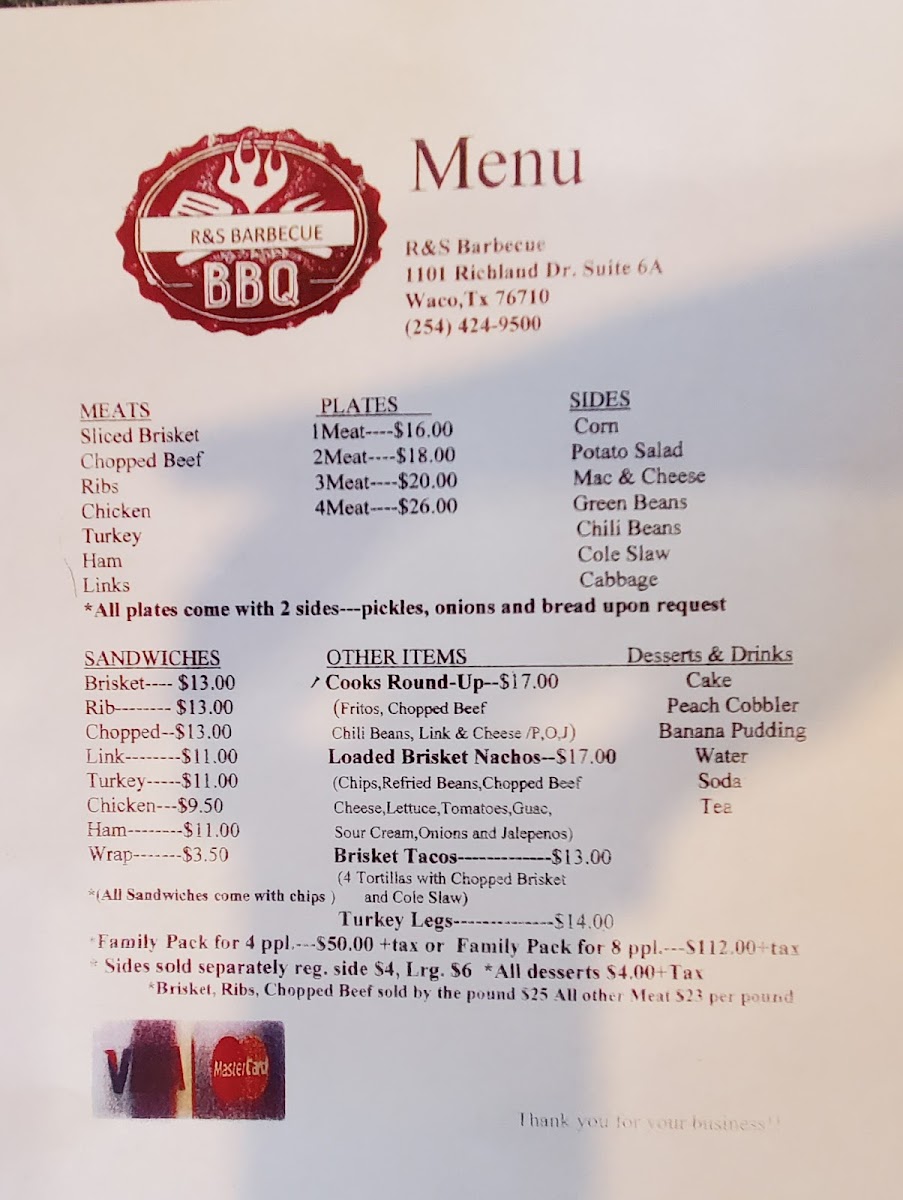 R&S BARBECUE
BBQ
Menu
R&S Barbecue
1101 Richland Dr. Suite 6A
Waco,Tx 76710
(254) 424-9500
MEATS
Sliced Brisket
Chopped Beef
Ribs
Chicken
Turkey
Ham
Links
PLATES
1Meat----$16.00
2Meat----$18.00
3Meat----$20.00
4Meat----$26.00
SIDES
Corn
Potato Salad
Mac & Cheese
Green Beans
Chili Beans
Cole Slaw
Cabbage
*All plates come with 2 sides---pickles, onions and bread upon request
SANDWICHES
Brisket---- $13.00
Rib-------- $13.00
Chopped--$13.00
Link--------$11.00
Turkey-----$11.00
Chicken---$9.50
Ham--------$11.00
Wrap-------$3.50
*(All Sandwiches come with chips )
OTHER ITEMS
Cooks Round-Up--$17.00
(Fritos, Chopped Beef
Chili Beans, Link & Cheese /P,O,J)
Loaded Brisket Nachos--$17.00
(Chips,Refried Beans,Chopped Beef
Cheese,Lettuce,Tomatoes,Guac,
Sour Cream,Onions and Jalepenos)
Brisket Tacos-------------$13.00
(4 Tortillas with Chopped Brisket
and Cole Slaw)
Turkey Legs--------------$14.00
Desserts & Drinks
Cake
Peach Cobbler
Banana Pudding
Water
Soda
Tea
*Family Pack for 4 ppl.---$50.00 +tax or Family Pack for 8 ppl.---$112.00+tax
* Sides sold separately reg. side $4, Lrg. $6 *All desserts $4.00+Tax
*Brisket, Ribs, Chopped Beef sold by the pound $25 All other Meat $23 per pound
VISA
MasterCard
Thank you for your business!!